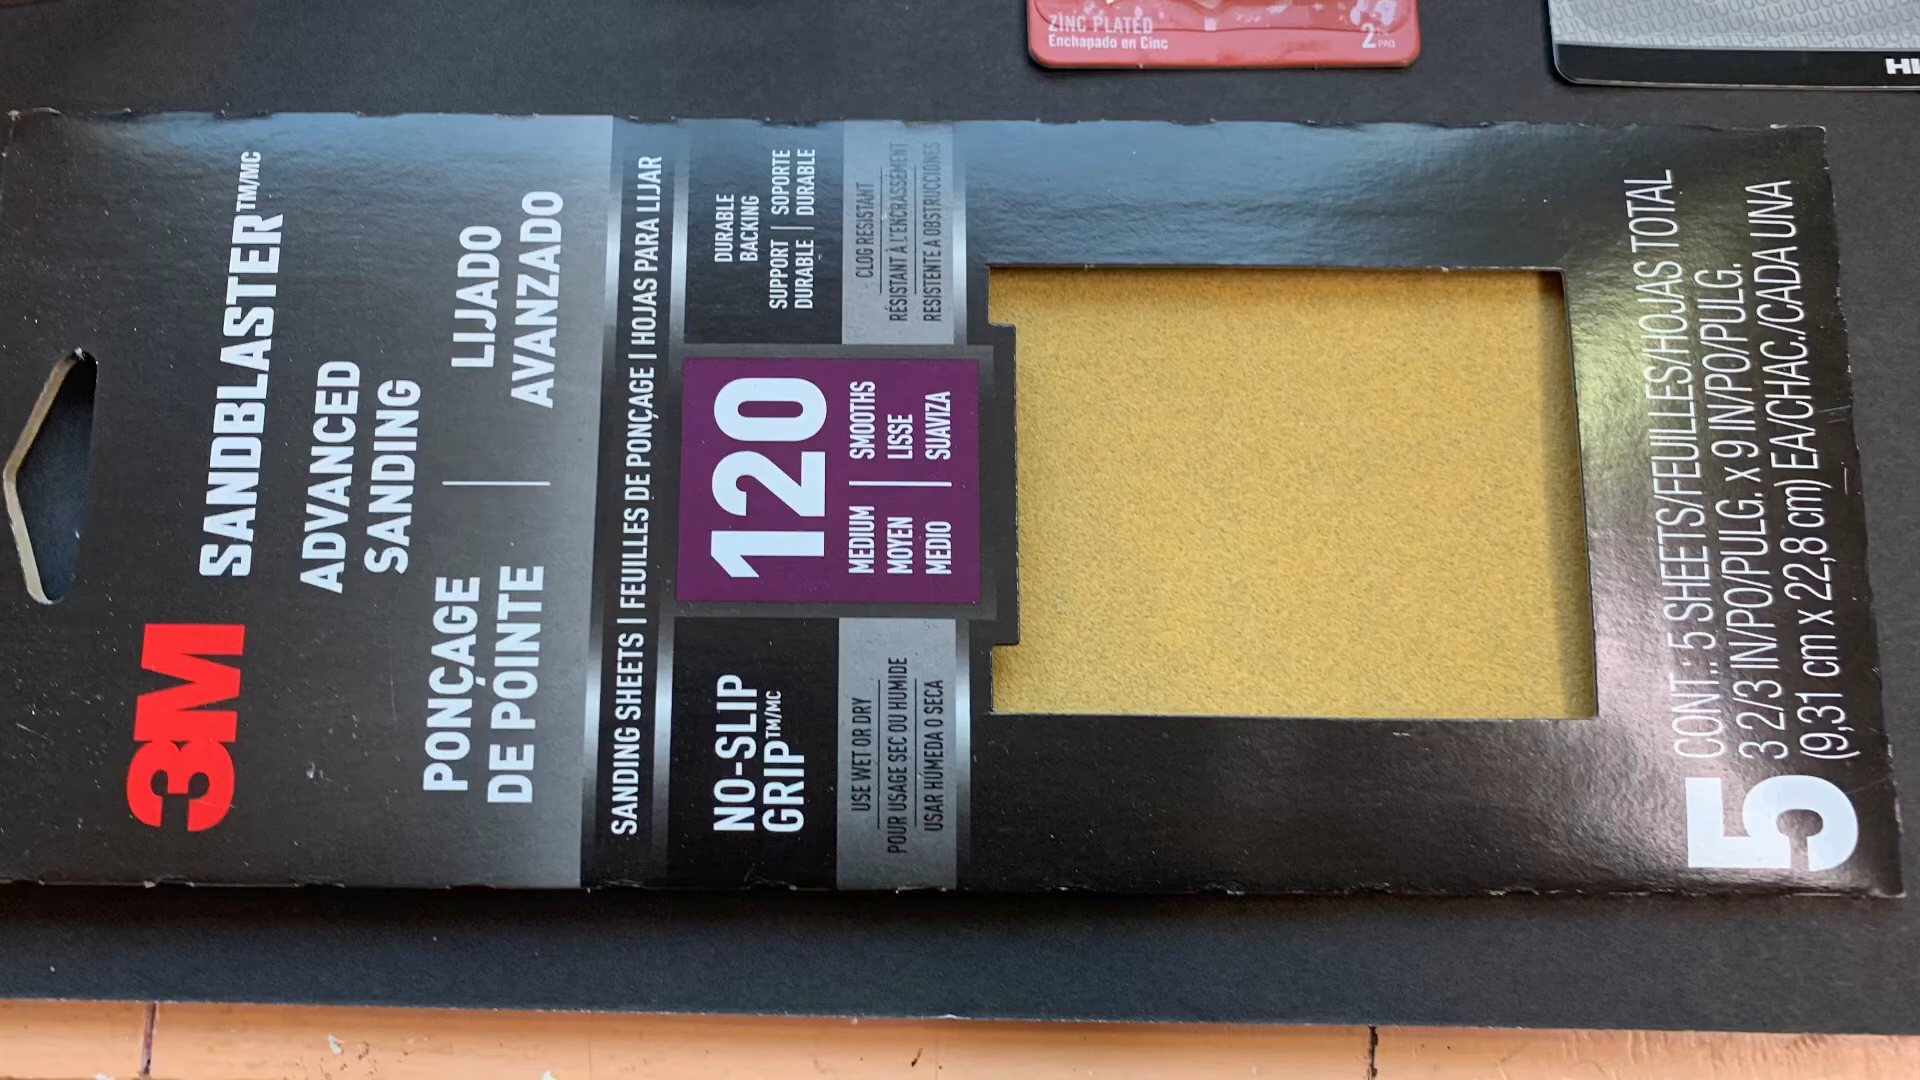 ZINC PLATED
Enchapado en Cinc
2
3M
SANDBLASTER™/MC
ADVANCED
SANDING
PONÇAGE
DE POINTE
LIJADO
AVANZADO
SANDING SHEETS | FEUILLES DE PONÇAGE | HOJAS PARA LIJAR
NO-SLIP
GRIP™/MC
120
MEDIUM
MOYEN
MEDIO
SMOOTHS
LISSE
SUAVIZA
DURABLE
BACKING
SUPPORT
DURABLE
SOPORTE
DURABLE
USE WET OR DRY
POUR USAGE SEC OU HUMIDE
USAR HUMEDA O SECA
CLOG RESISTANT
RÉSISTANT À L'ENCRASSEMENT
RESISTENTE A OBSTRUCCIONES
5
CONT.: 5 SHEETS/FEUILLES/HOJAS TOTAL
3 2/3 IN/PO/PULG. x 9 IN/PO/PULG.
(9,31 cm x 22,8 cm) EA/CHAC./CADA UNA